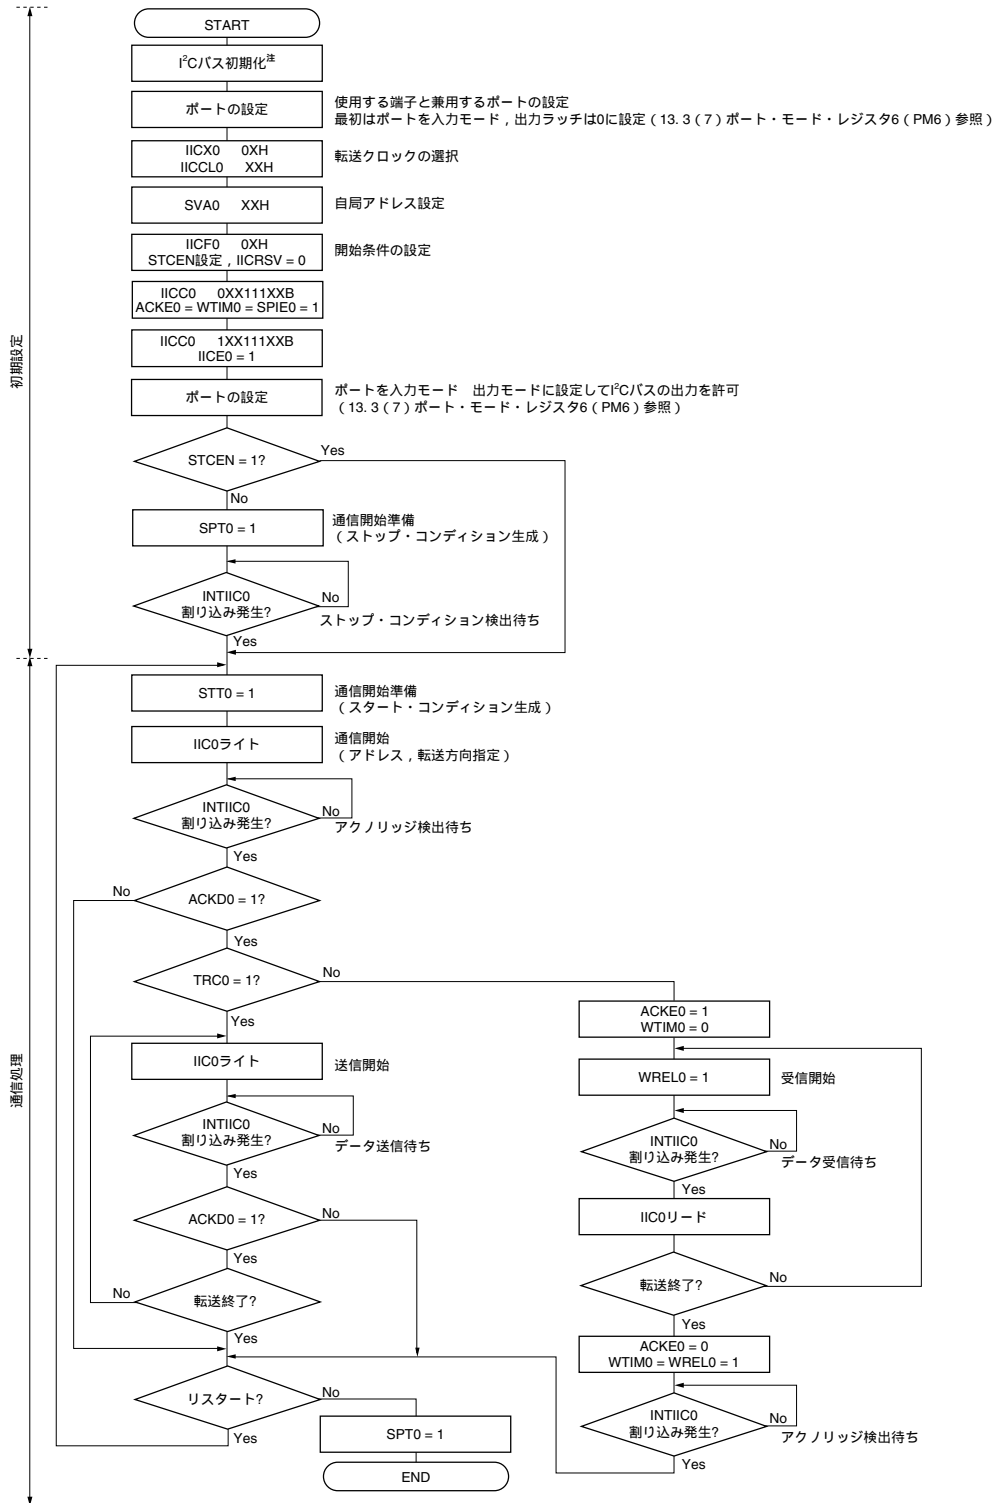 START
I²Cバス初期化注
ポートの設定
使用する端子と兼用するポートの設定
最初はポートを入力モード，出力ラッチは0に設定（13. 3（7）ポート・モード・レジスタ6（PM6）参照）
IICX0 0XH
IICCL0 XXH
転送クロックの選択
SVA0 XXH
自局アドレス設定
IICF0 0XH
STCEN設定，IICRSV = 0
開始条件の設定
IICC0 0XX111XXB
ACKE0 = WTIM0 = SPIE0 = 1
IICC0 1XX111XXB
IICE0 = 1
初期設定
ポートの設定
ポートを入力モード 出力モードに設定してI²Cバスの出力を許可
（13. 3（7）ポート・モード・レジスタ6（PM6）参照）
STCEN = 1?
Yes
No
SPT0 = 1
通信開始準備
（ストップ・コンディション生成）
INTIIC0
割り込み発生?
No
ストップ・コンディション検出待ち
Yes
STT0 = 1
通信開始準備
（スタート・コンディション生成）
IIC0ライト
通信開始
（アドレス，転送方向指定）
INTIIC0
割り込み発生?
No
アクノリッジ検出待ち
Yes
ACKD0 = 1?
No
Yes
TRC0 = 1?
No
Yes
通信処理
IIC0ライト
送信開始
INTIIC0
割り込み発生?
No
データ送信待ち
Yes
ACKD0 = 1?
No
Yes
転送終了?
No
Yes
ACKE0 = 1
WTIM0 = 0
WREL0 = 1
受信開始
INTIIC0
割り込み発生?
No
データ受信待ち
Yes
IIC0リード
転送終了?
No
Yes
ACKE0 = 0
WTIM0 = WREL0 = 1
INTIIC0
割り込み発生?
No
アクノリッジ検出待ち
Yes
リスタート?
No
Yes
SPT0 = 1
END